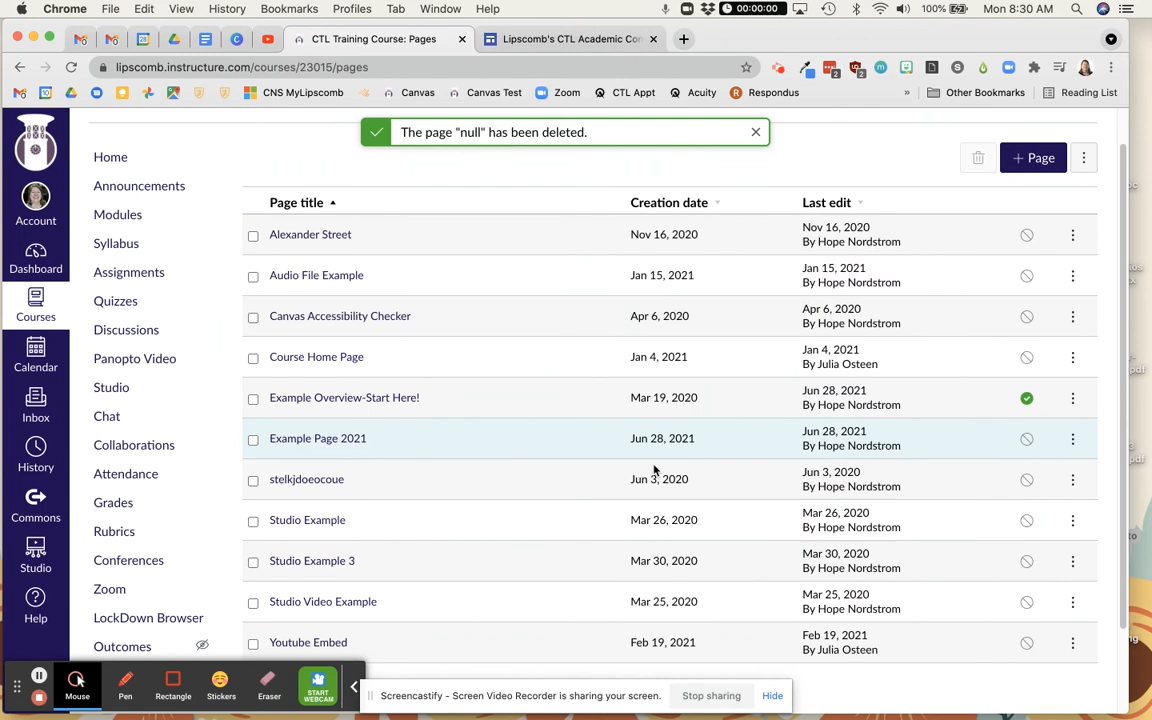 Chrome File Edit View History Bookmarks Profiles Tab Window Help 00:00:00 100% Mon 8:30 AM
CTL Training Course: Pages Lipscomb's CTL Academic Con
lipscomb.instructure.com/courses/23015/pages
CNS MyLipscomb Canvas Canvas Test Zoom CTL Appt Acuity Respondus » Other Bookmarks Reading List
The page "null" has been deleted.
+ Page
Account
Dashboard
Courses
Calendar
Inbox
History
Commons
Studio
Help
Home
Announcements
Modules
Syllabus
Assignments
Quizzes
Discussions
Panopto Video
Studio
Chat
Collaborations
Attendance
Grades
Rubrics
Conferences
Zoom
LockDown Browser
Outcomes
Page title Creation date Last edit
Alexander Street Nov 16, 2020 Nov 16, 2020
By Hope Nordstrom
Audio File Example Jan 15, 2021 Jan 15, 2021
By Hope Nordstrom
Canvas Accessibility Checker Apr 6, 2020 Apr 6, 2020
By Hope Nordstrom
Course Home Page Jan 4, 2021 Jan 4, 2021
By Julia Osteen
Example Overview-Start Here! Mar 19, 2020 Jun 28, 2021
By Hope Nordstrom
Example Page 2021 Jun 28, 2021 Jun 28, 2021
By Hope Nordstrom
stelkjdoeocoue Jun 3, 2020 Jun 3, 2020
By Hope Nordstrom
Studio Example Mar 26, 2020 Mar 26, 2020
By Hope Nordstrom
Studio Example 3 Mar 30, 2020 Mar 30, 2020
By Hope Nordstrom
Studio Video Example Mar 25, 2020 Mar 25, 2020
By Hope Nordstrom
Youtube Embed Feb 19, 2021 Feb 19, 2021
By Julia Osteen
Mouse Pen Rectangle Stickers Eraser START WEBCAM
Screencastify - Screen Video Recorder is sharing your screen. Stop sharing Hide